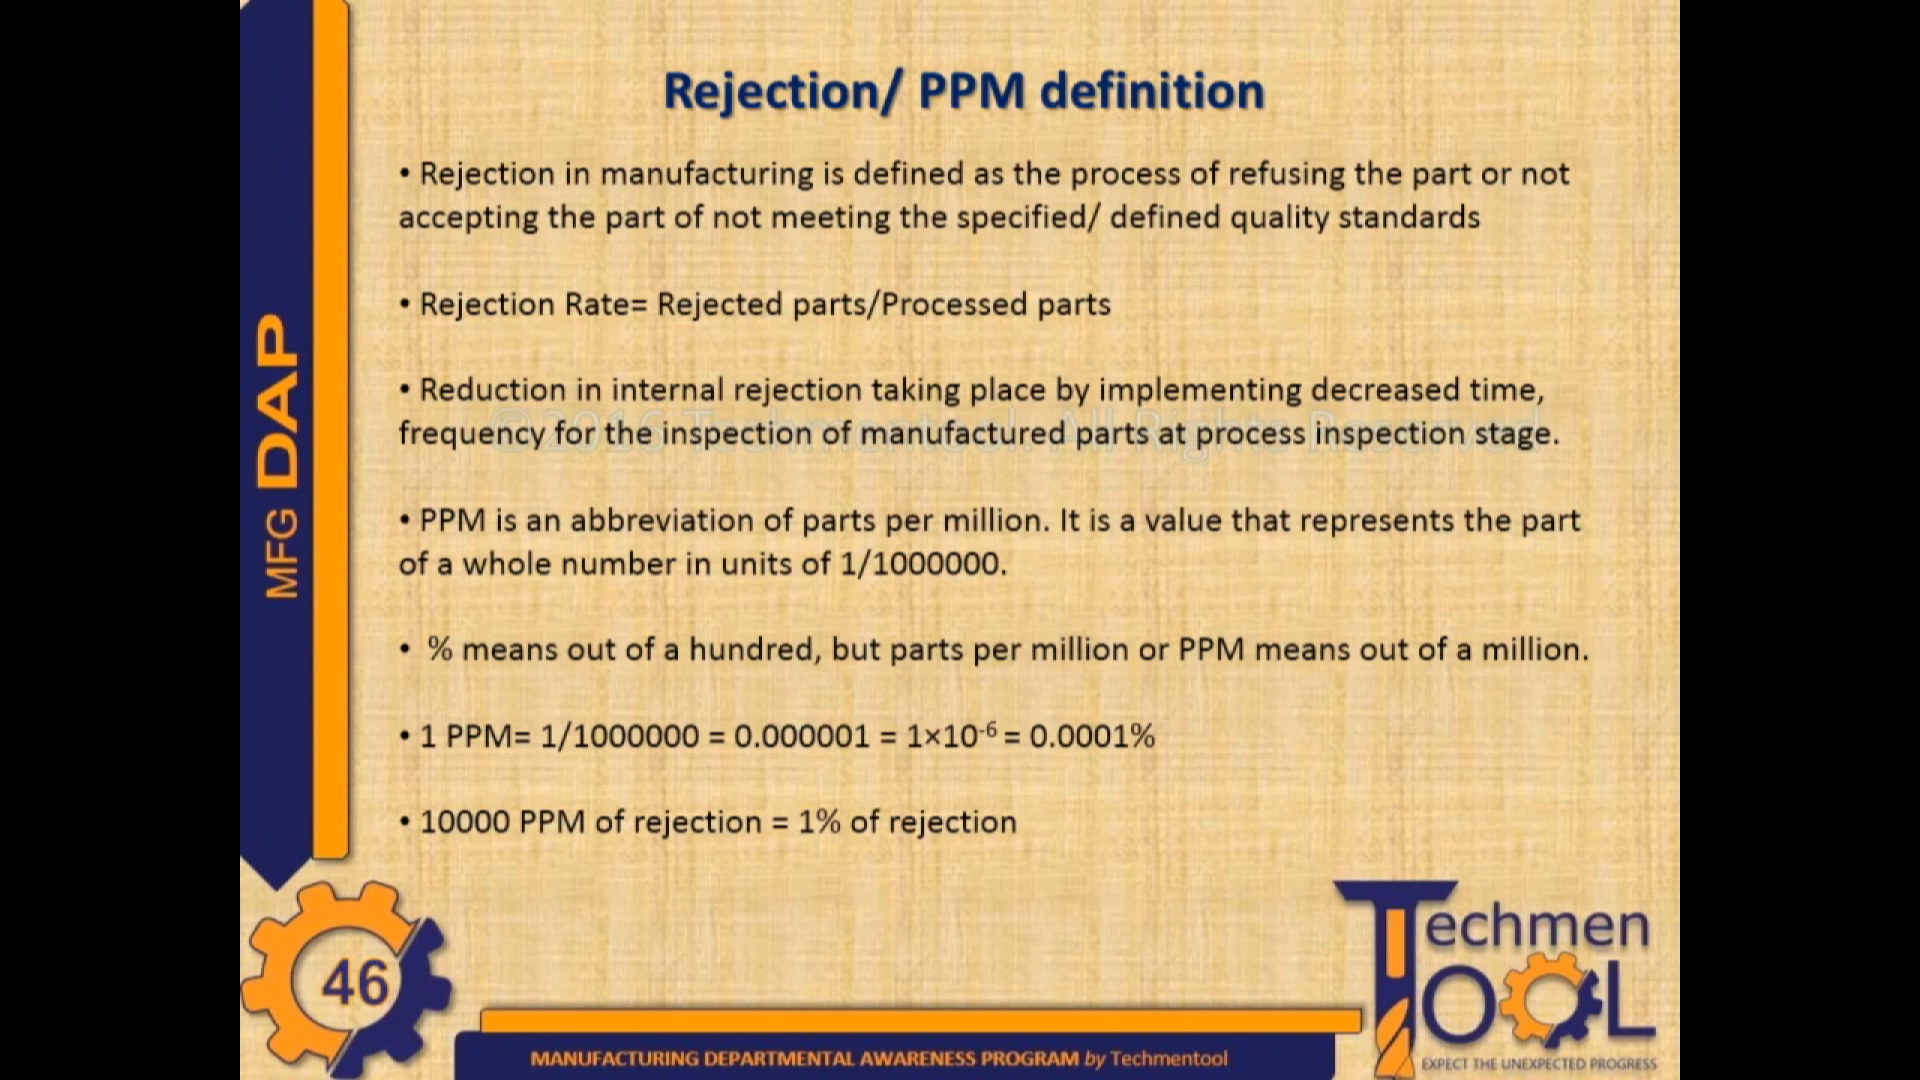 Rejection/ PPM definition
• Rejection in manufacturing is defined as the process of refusing the part or not
accepting the part of not meeting the specified/ defined quality standards
• Rejection Rate= Rejected parts/Processed parts
• Reduction in internal rejection taking place by implementing decreased time,
frequency for the inspection of manufactured parts at process inspection stage.
©2016 Techmentool. All Rights Reserved
• PPM is an abbreviation of parts per million. It is a value that represents the part
of a whole number in units of 1/1000000.
• % means out of a hundred, but parts per million or PPM means out of a million.
• 1 PPM= 1/1000000 = 0.000001 = 1×10⁻⁶ = 0.0001%
• 10000 PPM of rejection = 1% of rejection
MFG DAP
46
MANUFACTURING DEPARTMENTAL AWARENESS PROGRAM by Techmentool
Techmen
TOOL
EXPECT THE UNEXPECTED PROGRESS